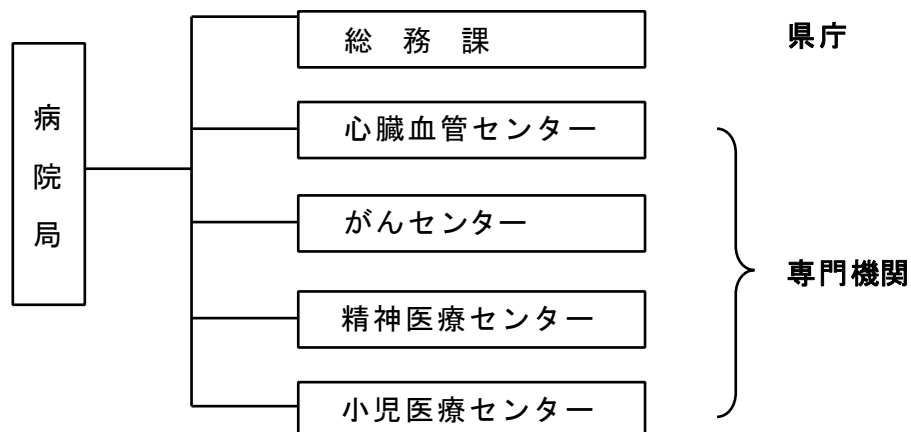 病院局
総務課
県庁
心臓血管センター
がんセンター
精神医療センター
小児医療センター
専門機関